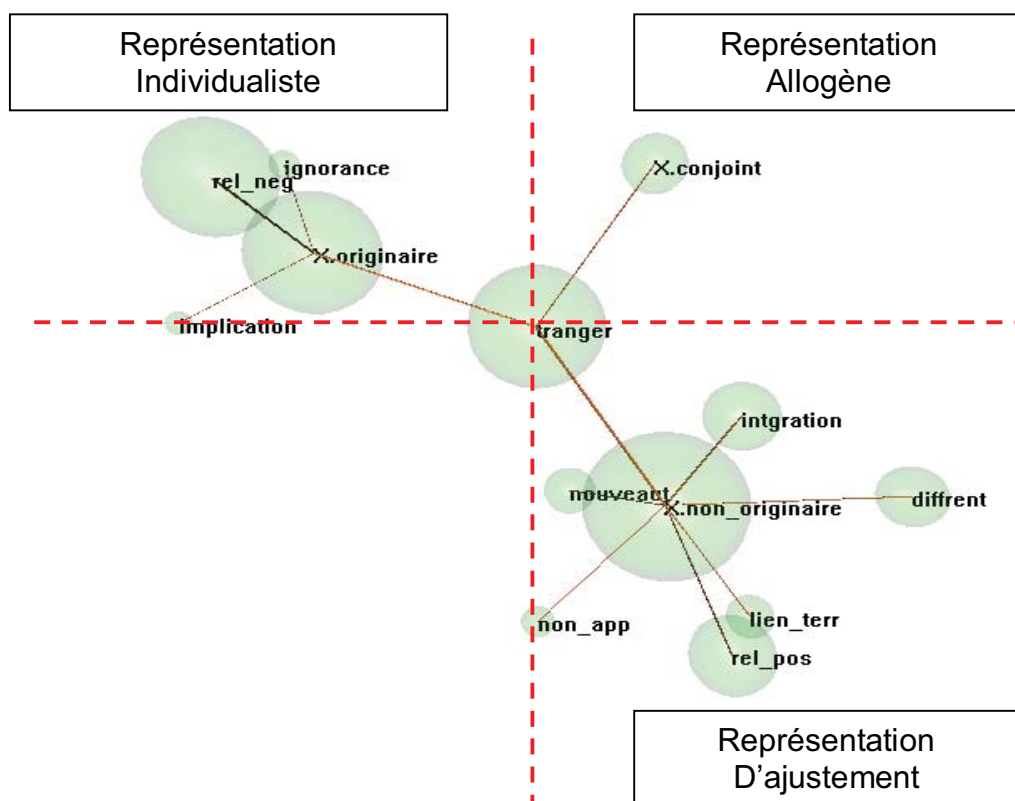 Représentation
Individualiste
Représentation
Allogène
ignorance
rel_neg
X.conjoint
X.originaire
implication
tranger
intgration
nouveaut
X.non_originaire
diffrent
non_app
lien_terr
rel_pos
Représentation
D’ajustement